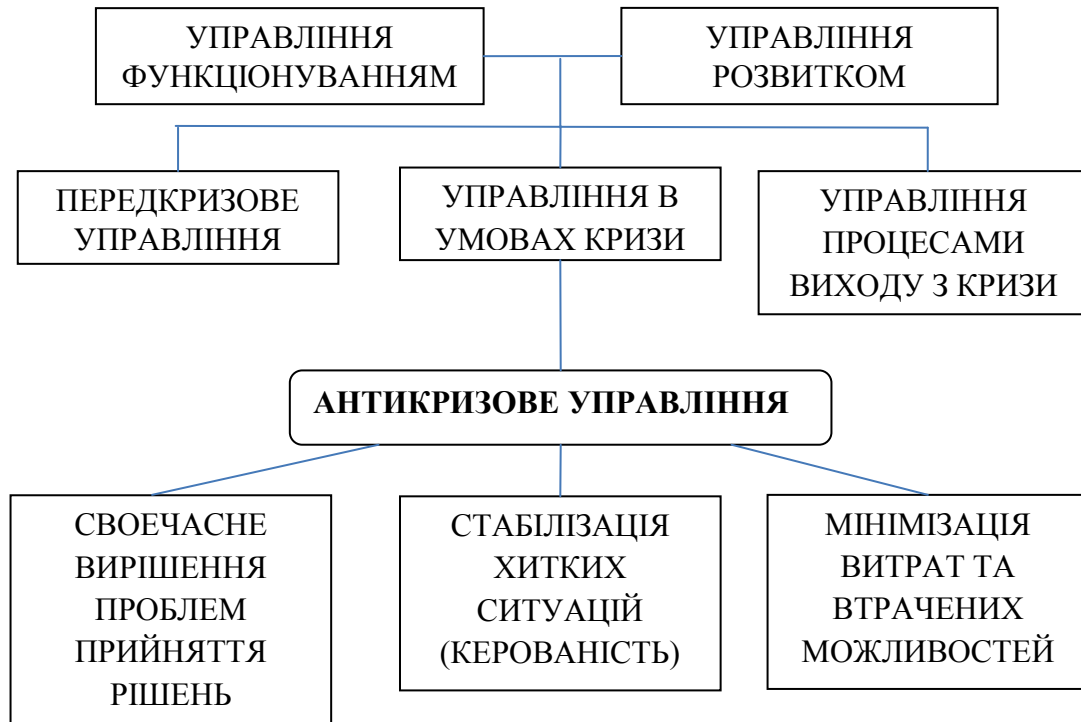 УПРАВЛІННЯ
ФУНКЦІОНУВАННЯМ
УПРАВЛІННЯ
РОЗВИТКОМ
ПЕРЕДКРИЗОВЕ
УПРАВЛІННЯ
УПРАВЛІННЯ В
УМОВАХ КРИЗИ
УПРАВЛІННЯ
ПРОЦЕСАМИ
ВИХОДУ З КРИЗИ
АНТИКРИЗОВЕ УПРАВЛІННЯ
СВОЕЧАСНЕ
ВИРІШЕННЯ
ПРОБЛЕМ
ПРИЙНЯТТЯ
РІШЕНЬ
СТАБІЛІЗАЦІЯ
ХИТКИХ
СИТУАЦІЙ
(КЕРОВАНІСТЬ)
МІНІМІЗАЦІЯ
ВИТРАТ ТА
ВТРАЧЕНИХ
МОЖЛИВОСТЕЙ